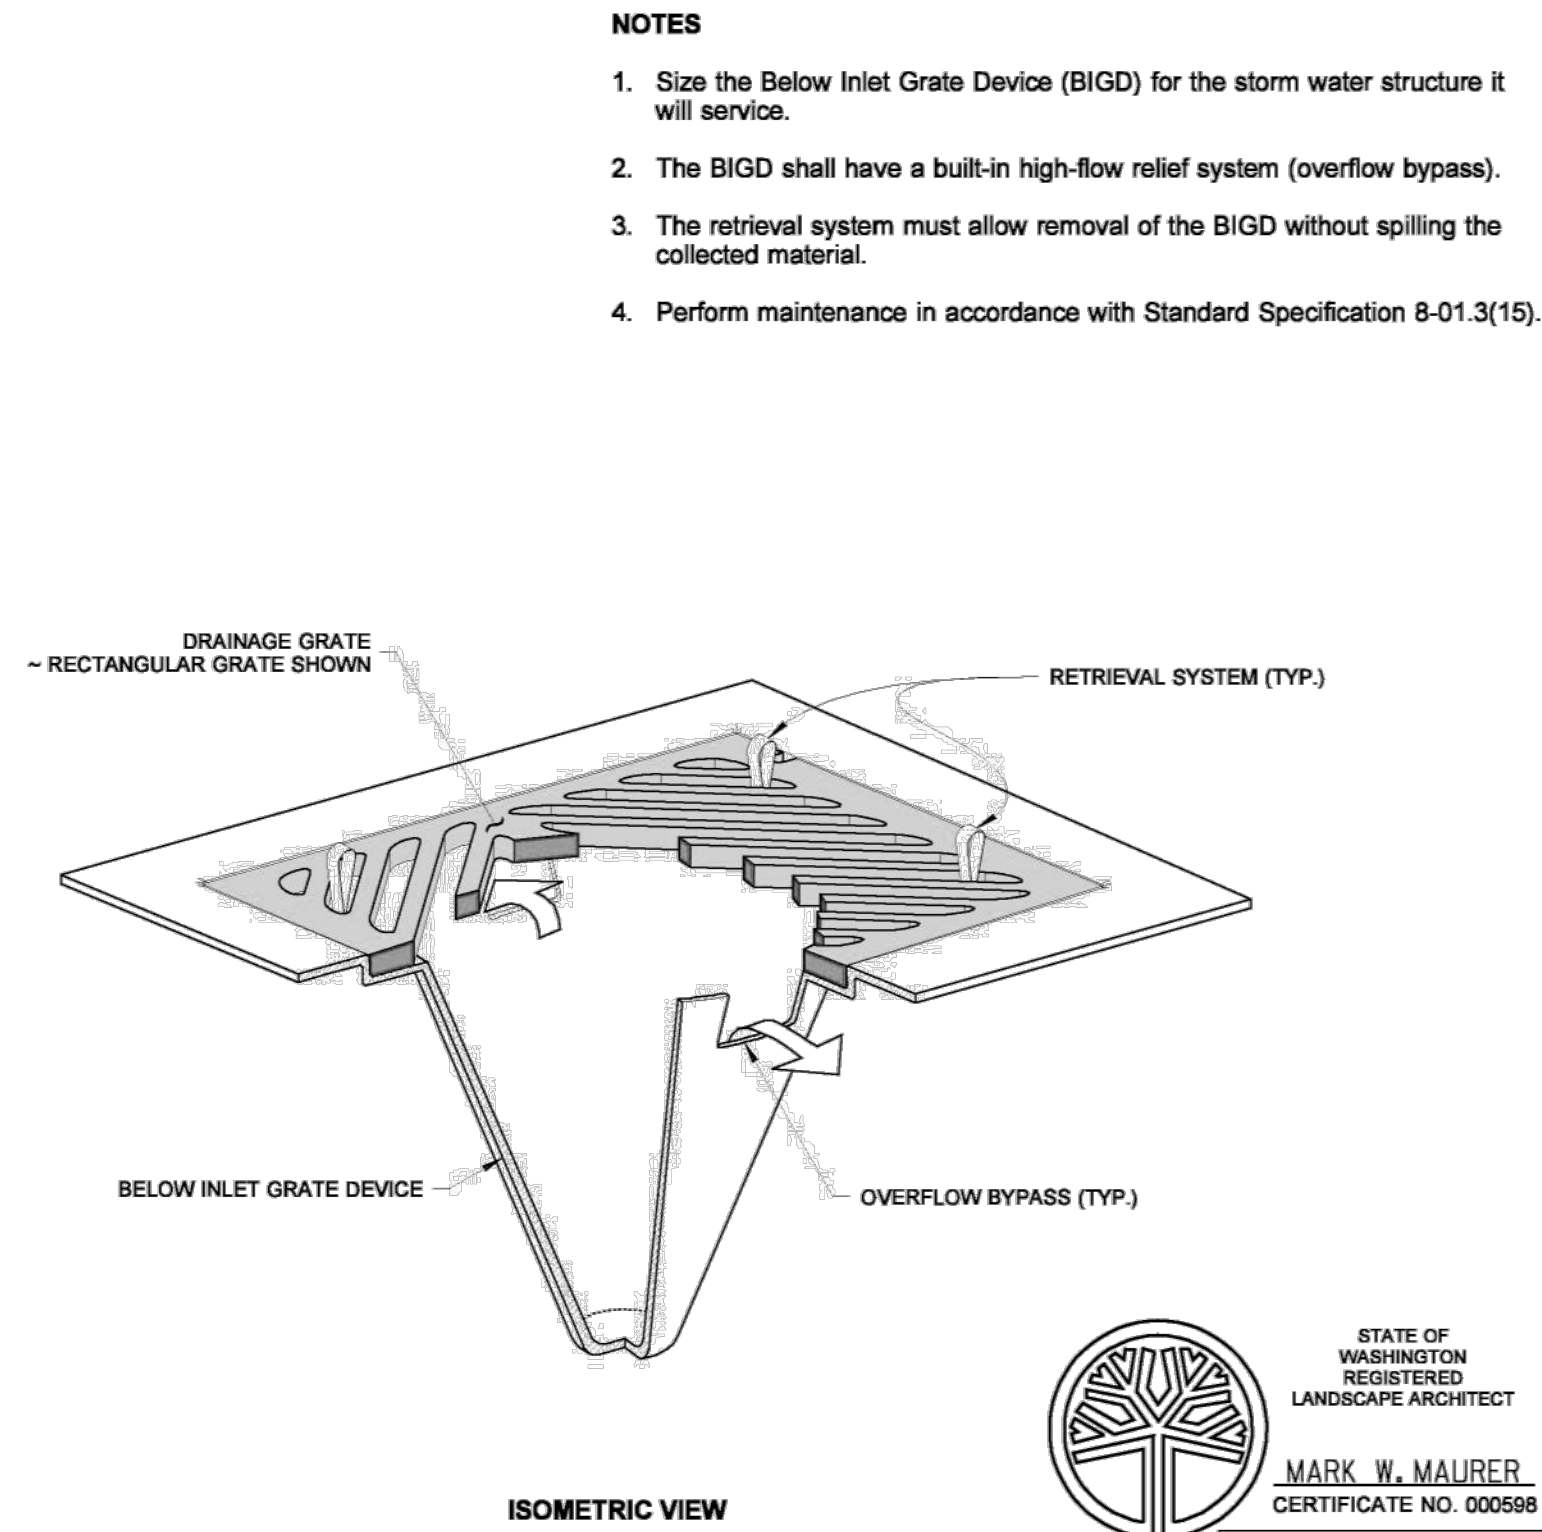 NOTES
1. Size the Below Inlet Grate Device (BIGD) for the storm water structure it
will service.
2. The BIGD shall have a built-in high-flow relief system (overflow bypass).
3. The retrieval system must allow removal of the BIGD without spilling the
collected material.
4. Perform maintenance in accordance with Standard Specification 8-01.3(15).
DRAINAGE GRATE
~ RECTANGULAR GRATE SHOWN
RETRIEVAL SYSTEM (TYP.)
BELOW INLET GRATE DEVICE
OVERFLOW BYPASS (TYP.)
ISOMETRIC VIEW
STATE OF
WASHINGTON
REGISTERED
LANDSCAPE ARCHITECT
MARK W. MAURER
CERTIFICATE NO. 000598